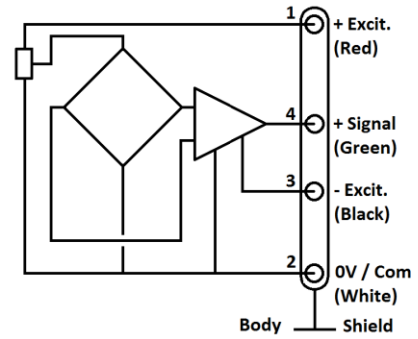 1
+ Excit.
(Red)
4
+ Signal
(Green)
3
- Excit.
(Black)
2
0V / Com
(White)
Body
Shield